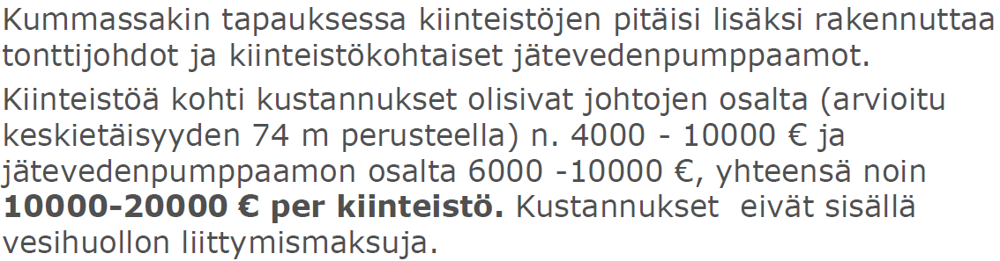 Kummassakin tapauksessa kiinteistöjen pitäisi lisäksi rakennuttaa
tonttijohdot ja kiinteistökohtaiset jätevedenpumppaamot.
Kiinteistöä kohti kustannukset olisivat johtojen osalta (arvioitu
keskietäisyyden 74 m perusteella) n. 4000 - 10000 € ja
jätevedenpumppaamon osalta 6000 -10000 €, yhteensä noin
10000-20000 € per kiinteistö. Kustannukset  eivät sisällä
vesihuollon liittymismaksuja.